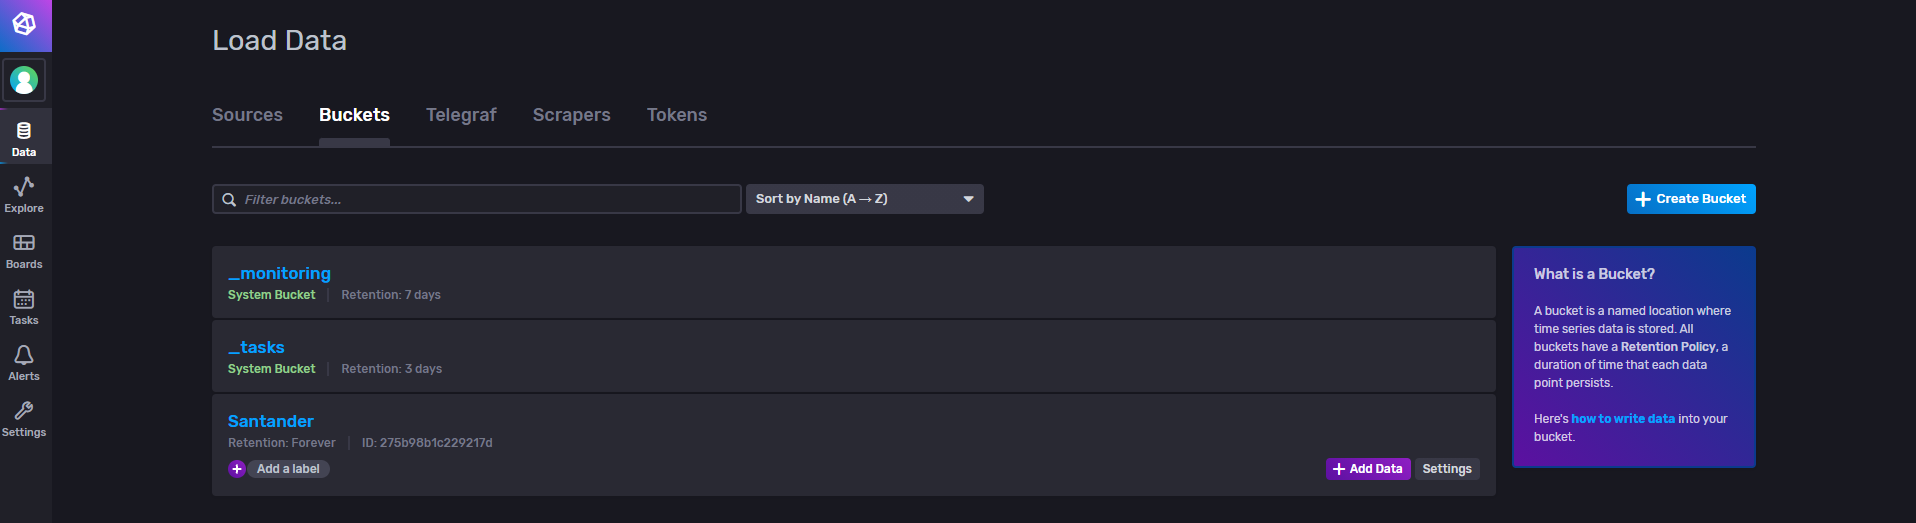 Load Data
Sources Buckets Telegraf Scrapers Tokens
Data
Explore
Boards
Tasks
Alerts
Settings
Filter buckets...
Sort by Name (A → Z)
Create Bucket
_monitoring
System Bucket Retention: 7 days
_tasks
System Bucket Retention: 3 days
Santander
Retention: Forever ID: 275b98b1c229217d
Add a label
Add Data Settings
What is a Bucket?
A bucket is a named location where
time series data is stored. All
buckets have a Retention Policy, a
duration of time that each data
point persists.
Here's how to write data into your
bucket.